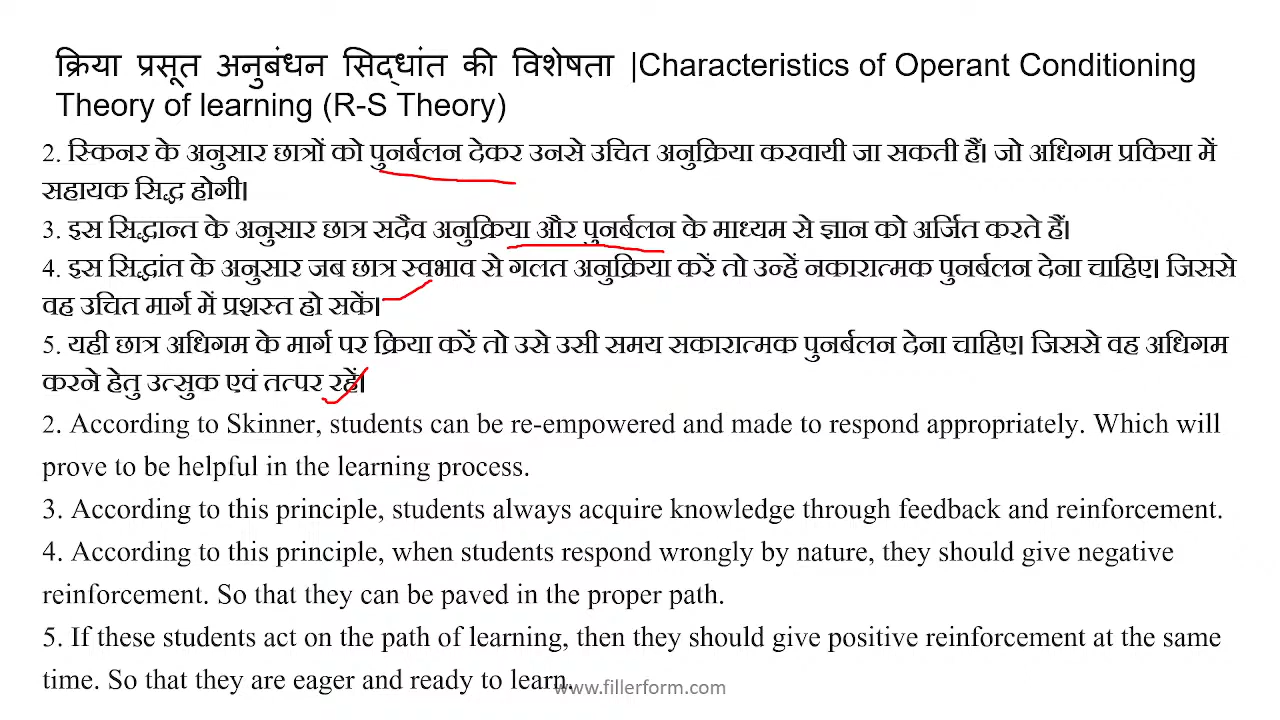 क्रिया प्रसूत अनुबंधन सिद्धांत की विशेषता |Characteristics of Operant Conditioning
Theory of learning (R-S Theory)
2. स्किनर के अनुसार छात्रों को पुनर्बलन देकर उनसे उचित अनुक्रिया करवायी जा सकती हैं। जो अधिगम प्रकिया में
सहायक सिद्ध होगी।
3. इस सिद्धान्त के अनुसार छात्र सदैव अनुक्रिया और पुनर्बलन के माध्यम से ज्ञान को अर्जित करते हैं।
4. इस सिद्धांत के अनुसार जब छात्र स्वभाव से गलत अनुक्रिया करें तो उन्हें नकारात्मक पुनर्बलन देना चाहिए। जिससे
वह उचित मार्ग में प्रशस्त हो सकें।
5. यही छात्र अधिगम के मार्ग पर क्रिया करें तो उसे उसी समय सकारात्मक पुनर्बलन देना चाहिए। जिससे वह अधिगम
करने हेतु उत्सुक एवं तत्पर रहें।
2. According to Skinner, students can be re-empowered and made to respond appropriately. Which will
prove to be helpful in the learning process.
3. According to this principle, students always acquire knowledge through feedback and reinforcement.
4. According to this principle, when students respond wrongly by nature, they should give negative
reinforcement. So that they can be paved in the proper path.
5. If these students act on the path of learning, then they should give positive reinforcement at the same
time. So that they are eager and ready to learn.
www.fillerform.com